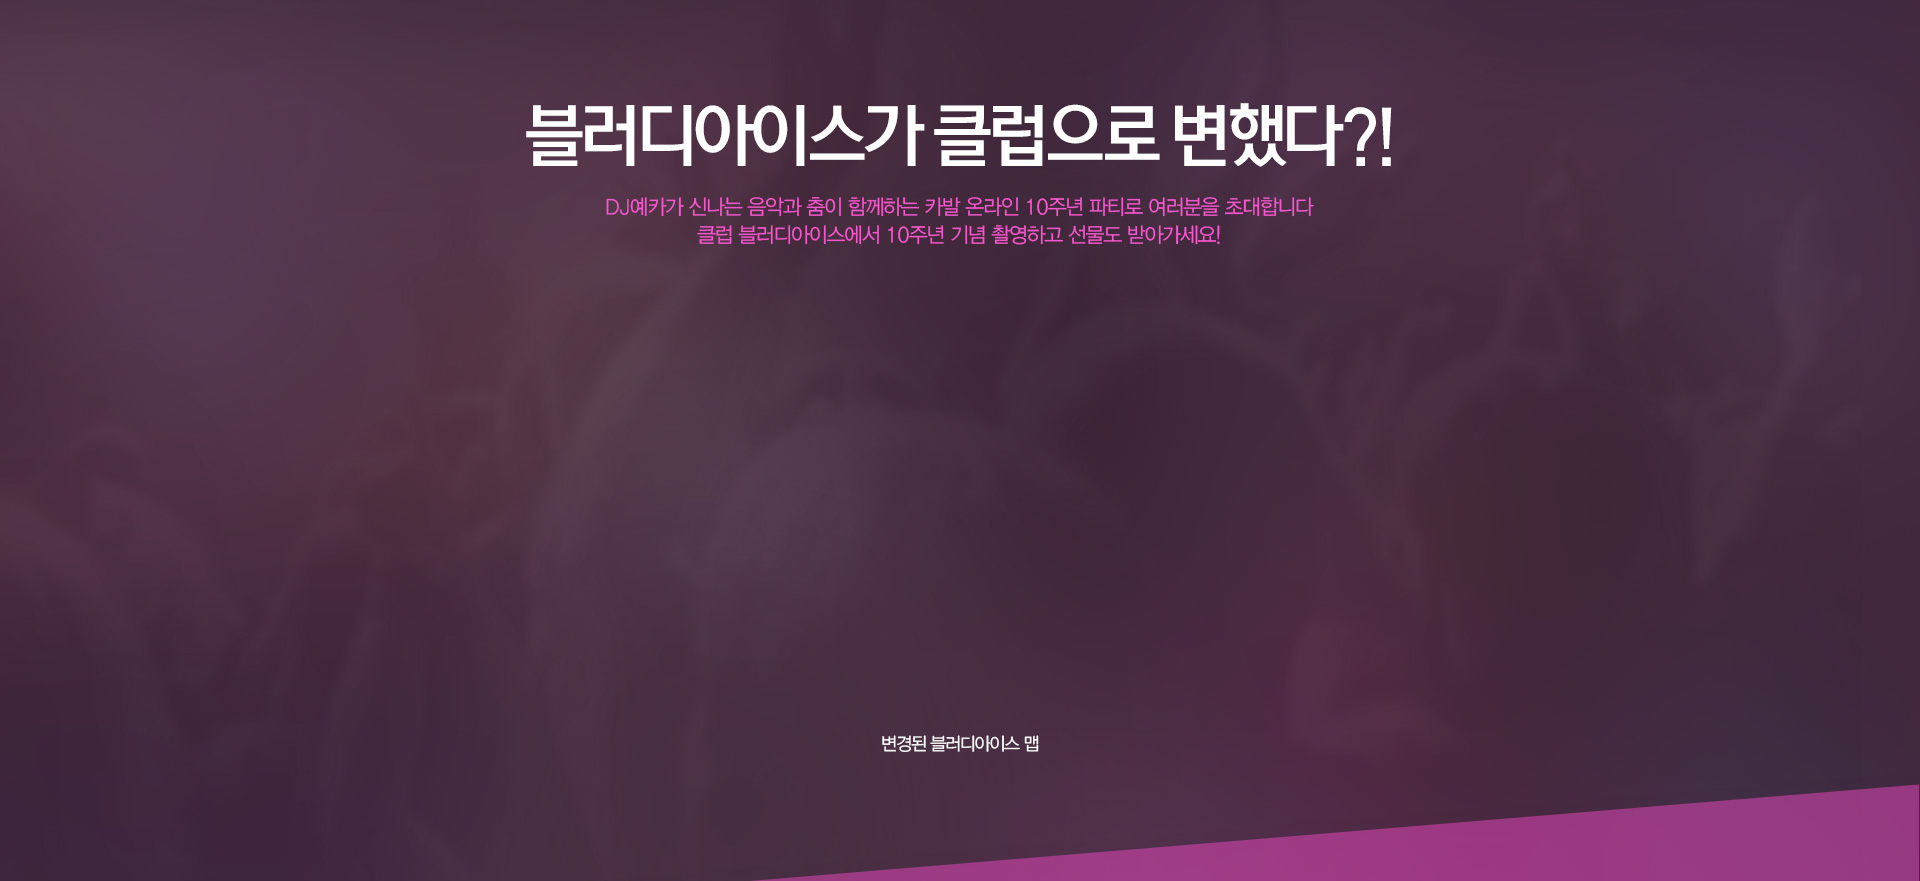 블러디아이스가 클럽으로 변했다?!
DJ예카가 신나는 음악과 춤이 함께하는 카발 온라인 10주년 파티로 여러분을 초대합니다
클럽 블러디아이스에서 10주년 기념 촬영하고 선물도 받아가세요!
변경된 블러디아이스 맵